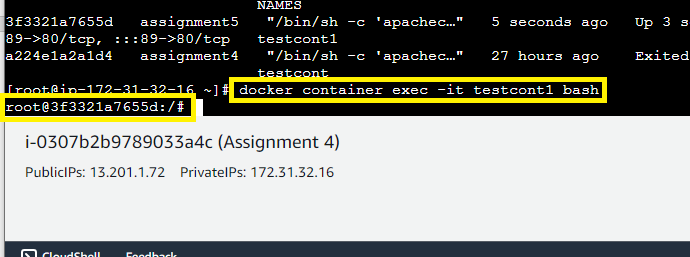 NAMES
3f3321a7655d   assignment5   "/bin/sh -c 'apachec…"   5 seconds ago   Up 3 s
89->80/tcp, :::89->80/tcp   testcont1
a224e1a2a1d4   assignment4   "/bin/sh -c 'apachec…"   27 hours ago   Exited
testcont
[root@ip-172-31-32-16 ~]# docker container exec -it testcont1 bash
root@3f3321a7655d:/#
i-0307b2b9789033a4c (Assignment 4)
PublicIPs: 13.201.1.72   PrivateIPs: 172.31.32.16
CloudShell   Feedback